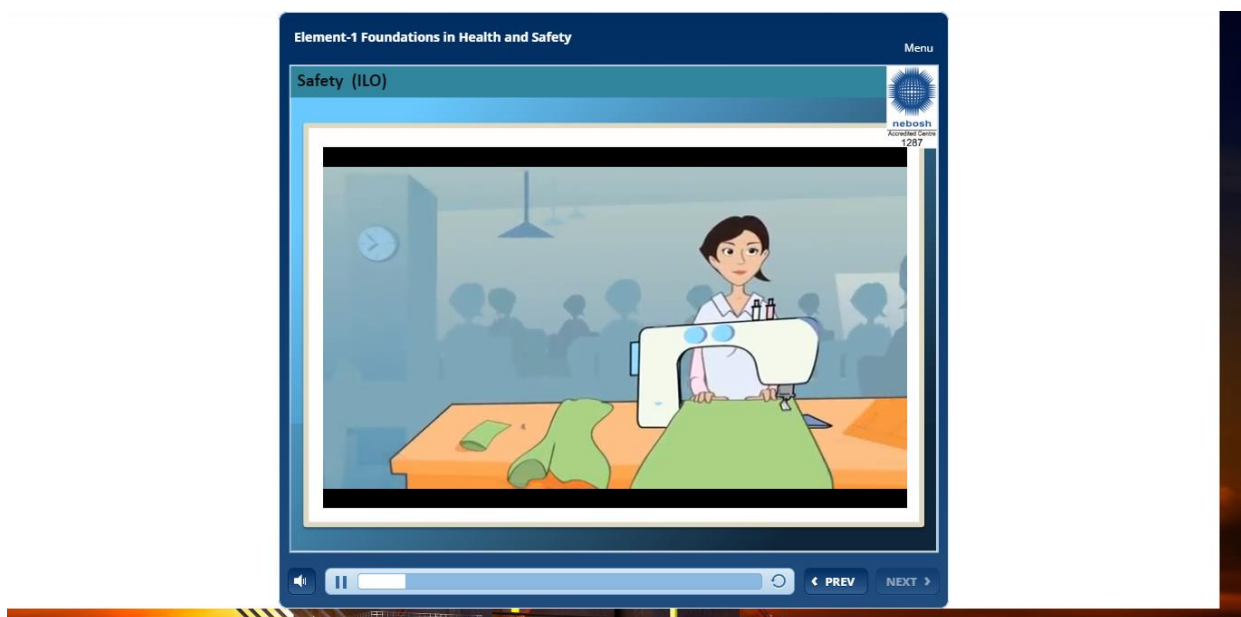 Element-1 Foundations in Health and Safety
Menu
Safety (ILO)
nebosh
Accredited Centre
1287
PREV
NEXT